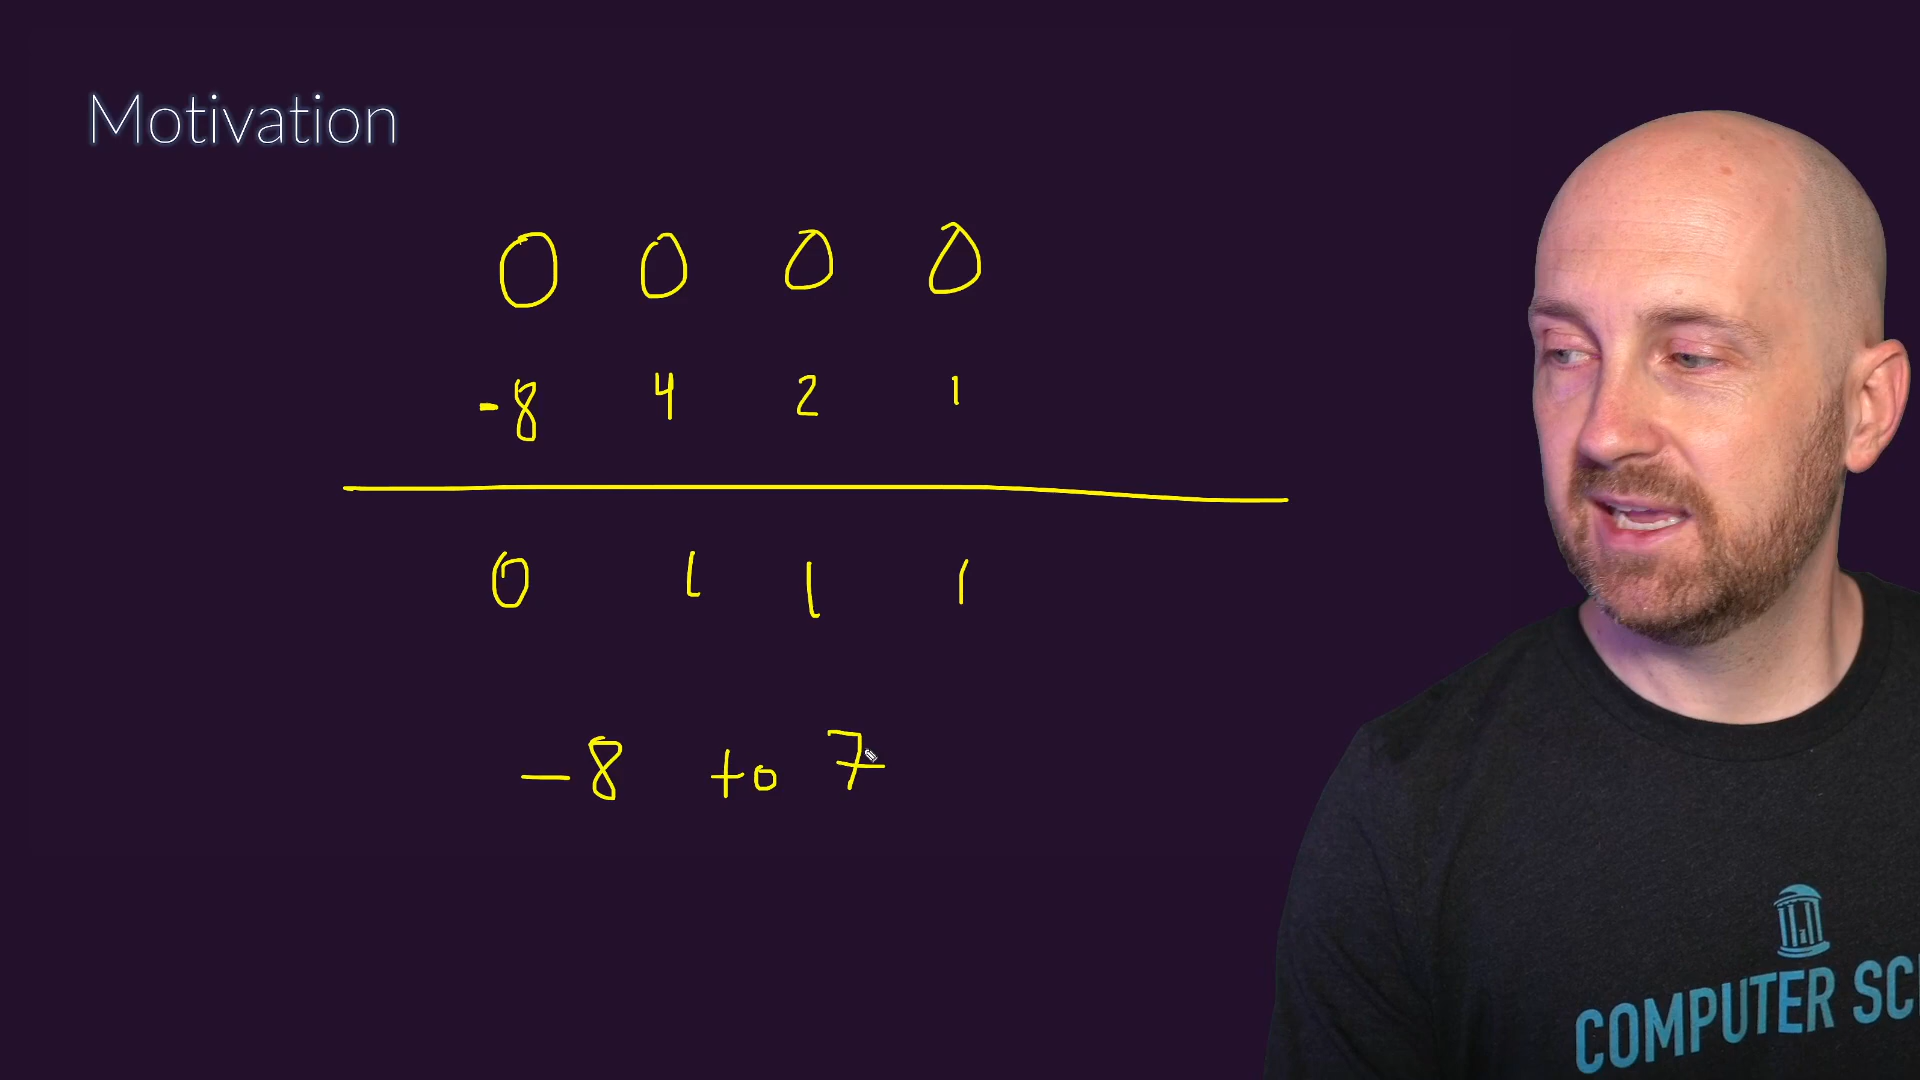 Motivation
0 0 0 0
-8 4 2 1
0 1 1 1
-8 to 7
COMPUTER SC